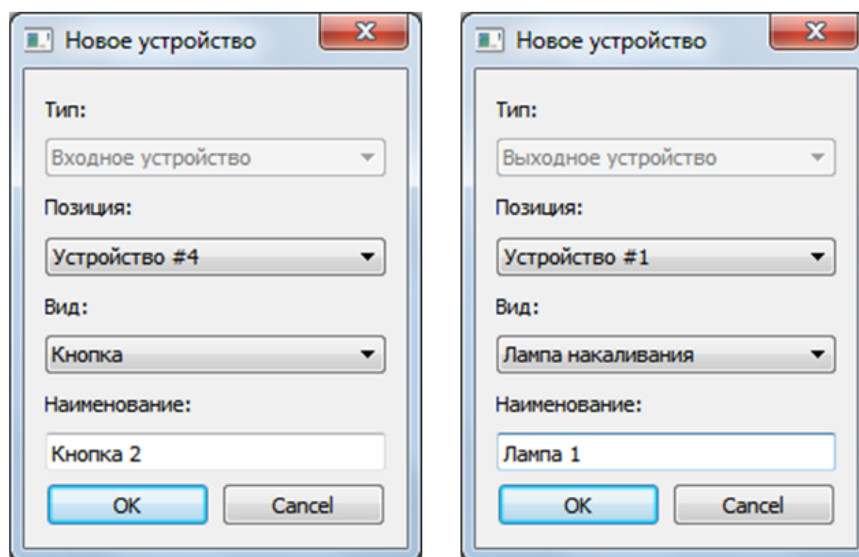 Новое устройство
Тип:
Входное устройство
Позиция:
Устройство #4
Вид:
Кнопка
Наименование:
Кнопка 2
OK Cancel
Новое устройство
Тип:
Выходное устройство
Позиция:
Устройство #1
Вид:
Лампа накаливания
Наименование:
Лампа 1
OK Cancel